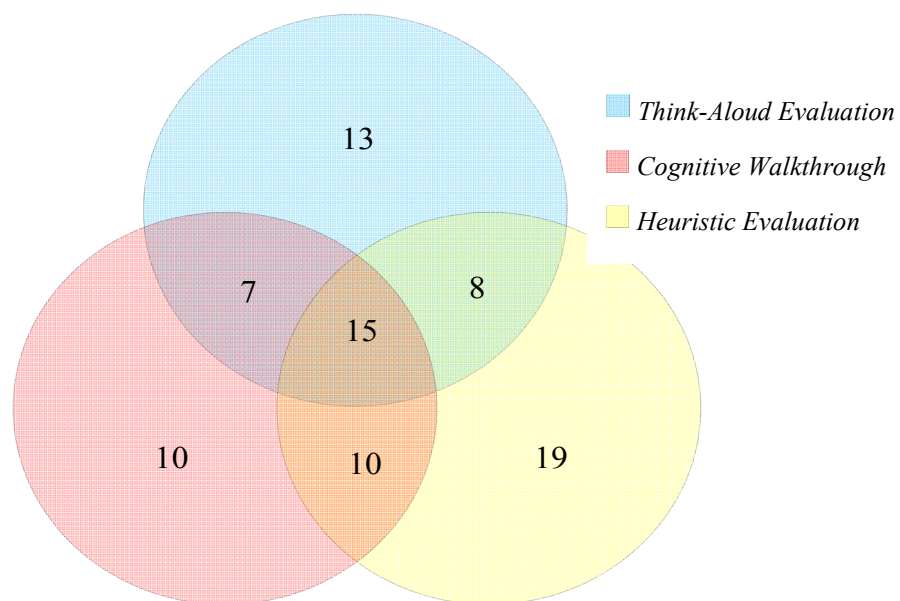 13
Think-Aloud Evaluation
Cognitive Walkthrough
Heuristic Evaluation
7
8
15
10
10
19